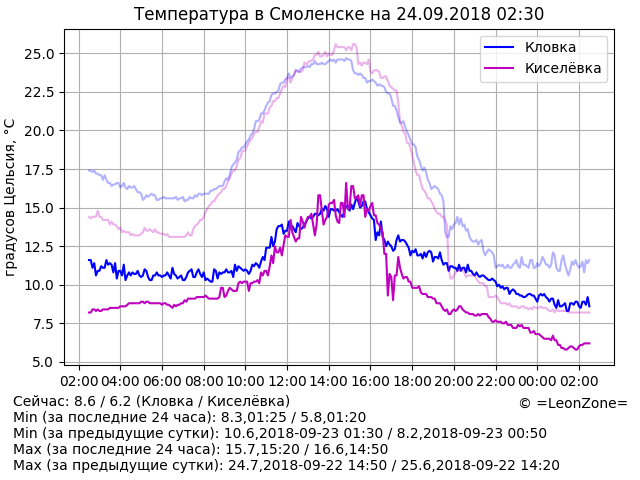 Температура в Смоленске на 24.09.2018 02:30
градусов Цельсия, °C
25.0
22.5
20.0
17.5
15.0
12.5
10.0
7.5
5.0
Кловка
Киселёвка
02:00 04:00 06:00 08:00 10:00 12:00 14:00 16:00 18:00 20:00 22:00 00:00 02:00
Сейчас: 8.6 / 6.2 (Кловка / Киселёвка)
© =LeonZone=
Min (за последние 24 часа): 8.3,01:25 / 5.8,01:20
Min (за предыдущие сутки): 10.6,2018-09-23 01:30 / 8.2,2018-09-23 00:50
Max (за последние 24 часа): 15.7,15:20 / 16.6,14:50
Max (за предыдущие сутки): 24.7,2018-09-22 14:50 / 25.6,2018-09-22 14:20